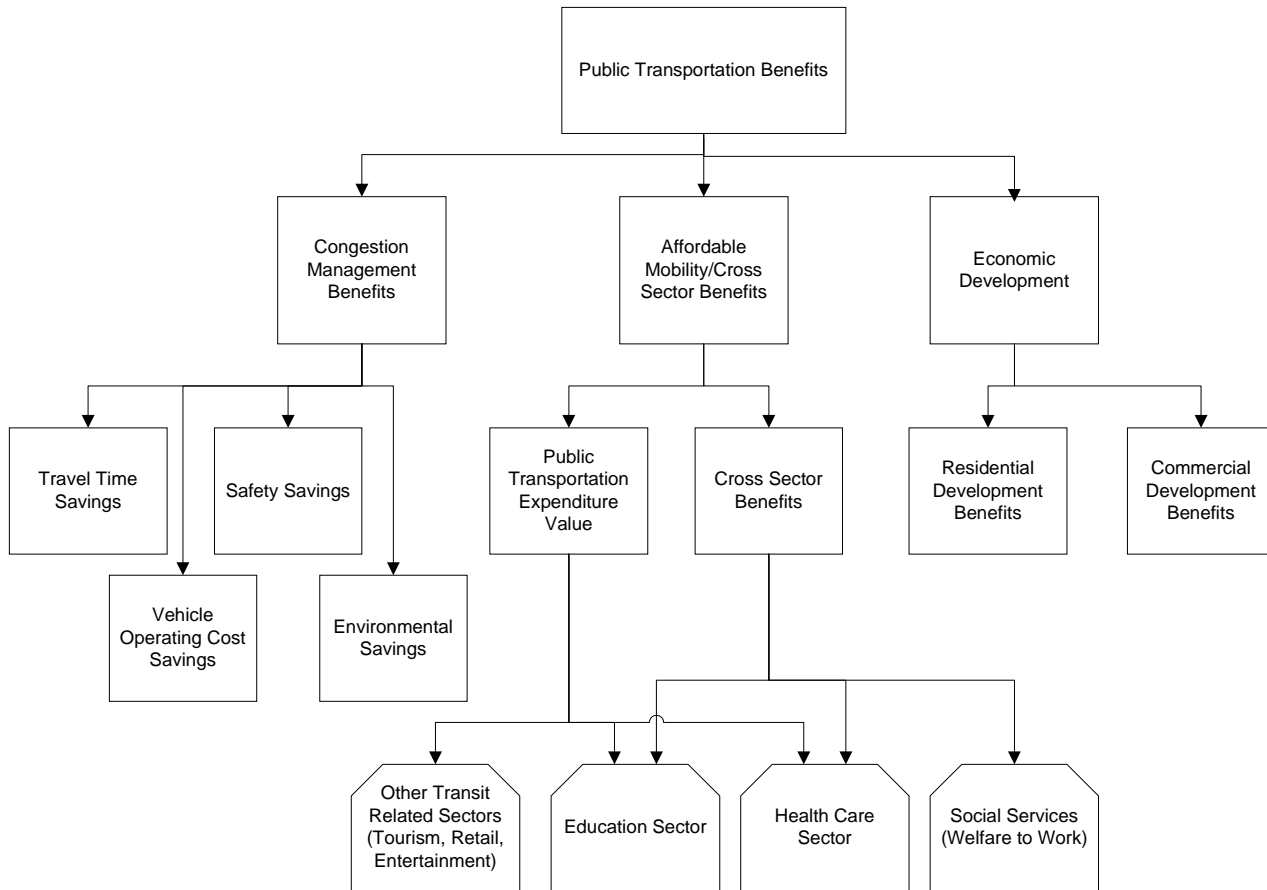 Public Transportation Benefits
Congestion
Management
Benefits
Affordable
Mobility/Cross
Sector Benefits
Economic
Development
Travel Time
Savings
Safety Savings
Public
Transportation
Expenditure
Value
Cross Sector
Benefits
Residential
Development
Benefits
Commercial
Development
Benefits
Vehicle
Operating Cost
Savings
Environmental
Savings
Other Transit
Related Sectors
(Tourism, Retail,
Entertainment)
Education Sector
Health Care
Sector
Social Services
(Welfare to Work)